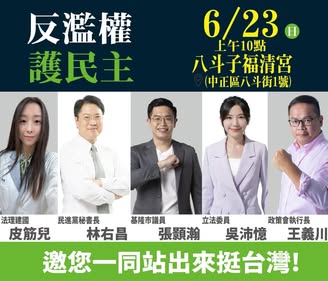 反濫權
護民主
6/23 日
上午10點
八斗子福清宮
(中正區八斗街1號)
法理建國
皮筋兒
民進黨秘書長
林右昌
基隆市議員
張顥瀚
立法委員
吳沛憶
政策會執行長
王義川
邀您一同站出來挺台灣!